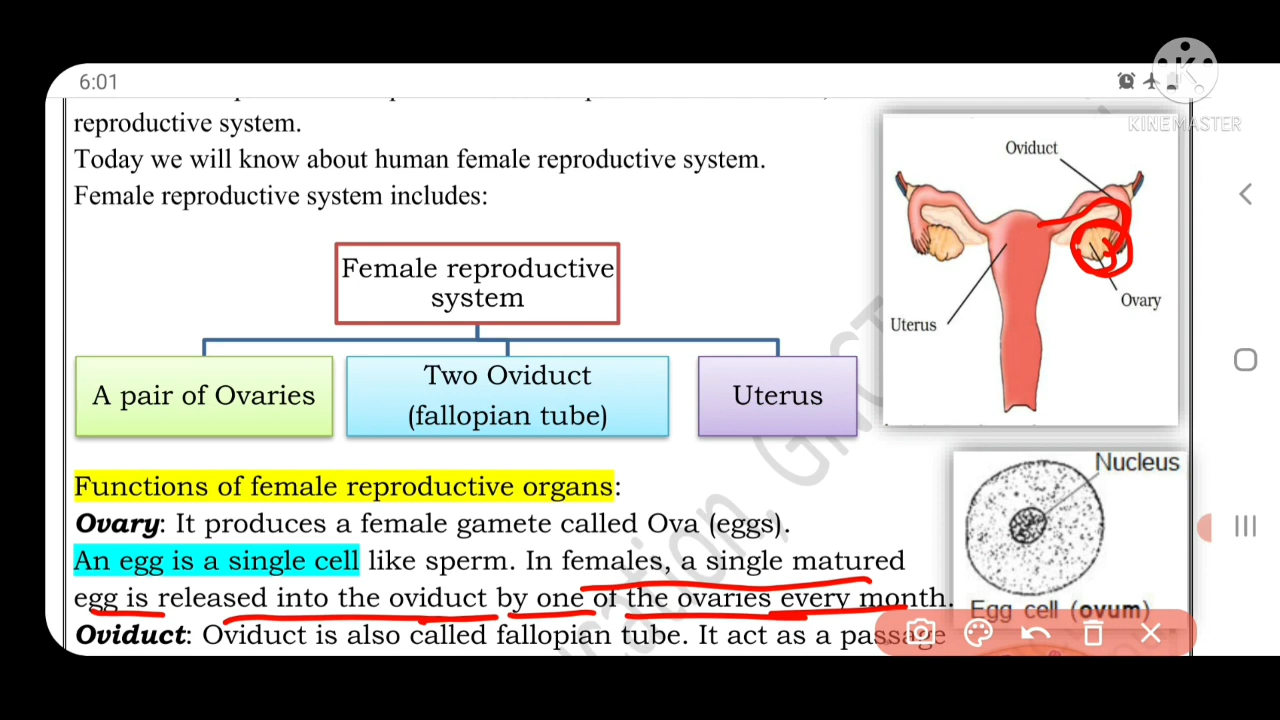 6:01
KINEMASTER
reproductive system.
Today we will know about human female reproductive system.
Female reproductive system includes:
Female reproductive
system
A pair of Ovaries
Two Oviduct
(fallopian tube)
Uterus
Oviduct
Ovary
Uterus
Functions of female reproductive organs:
Ovary: It produces a female gamete called Ova (eggs).
An egg is a single cell like sperm. In females, a single matured
egg is released into the oviduct by one of the ovaries every month.
Oviduct: Oviduct is also called fallopian tube. It act as a passage
Nucleus
Egg cell (ovum)